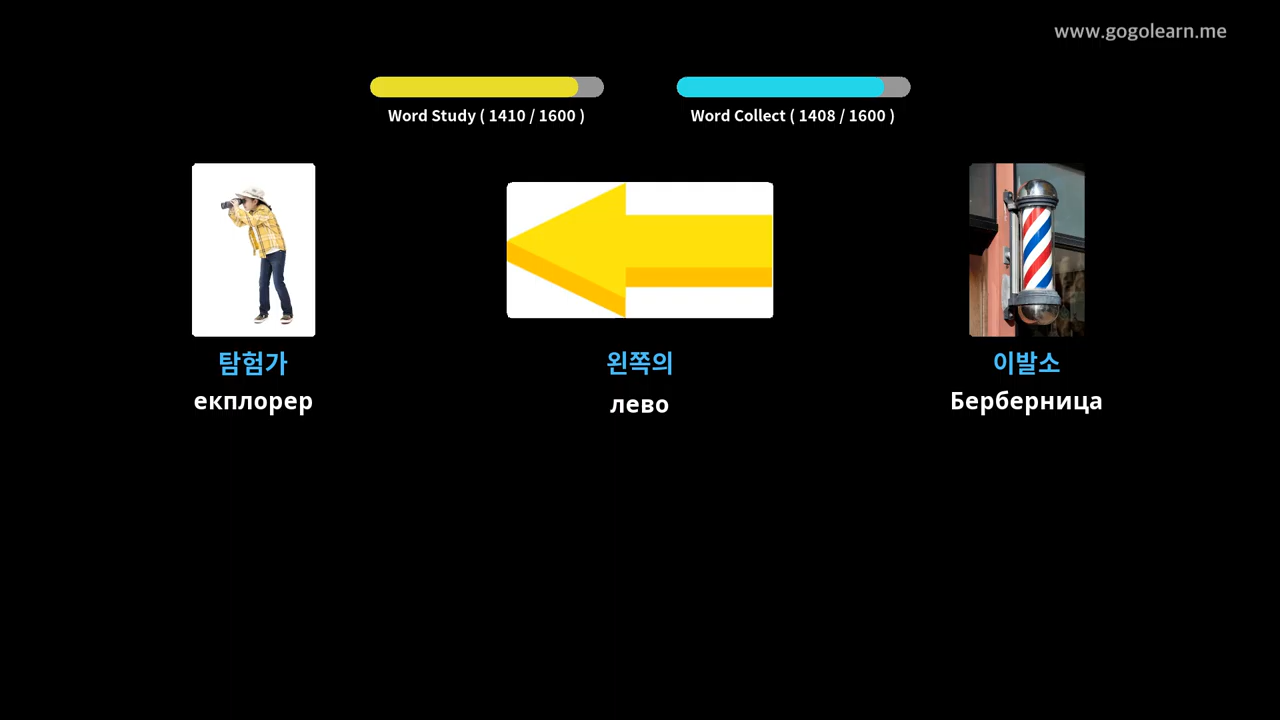 www.gogolearn.me
Word Study ( 1410 / 1600 )
Word Collect ( 1408 / 1600 )
탐험가
왼쪽의
이발소
екплорер
лево
Берберница